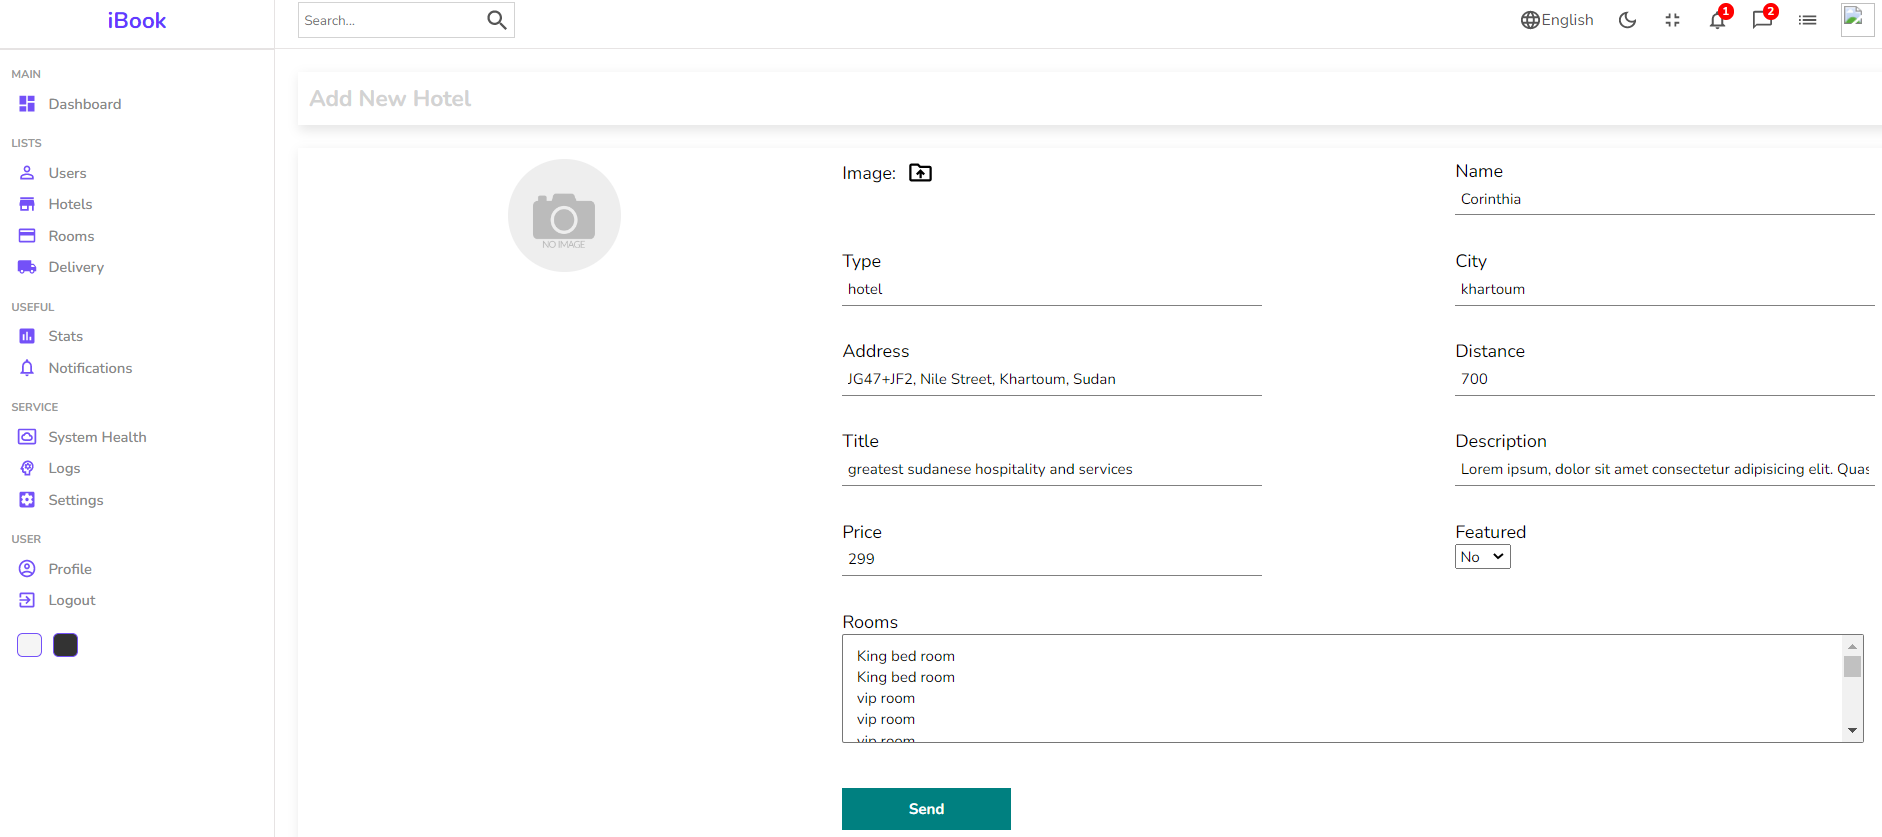 iBook
Search...
English
1
2
MAIN
Dashboard
LISTS
Users
Hotels
Rooms
Delivery
USEFUL
Stats
Notifications
SERVICE
System Health
Logs
Settings
USER
Profile
Logout
Add New Hotel
NO IMAGE
Image:
Name
Corinthia
Type
hotel
City
khartoum
Address
JG47+JF2, Nile Street, Khartoum, Sudan
Distance
700
Title
greatest sudanese hospitality and services
Description
Lorem ipsum, dolor sit amet consectetur adipisicing elit. Quas
Price
299
Featured
No
Rooms
King bed room
King bed room
vip room
vip room
vip room
Send